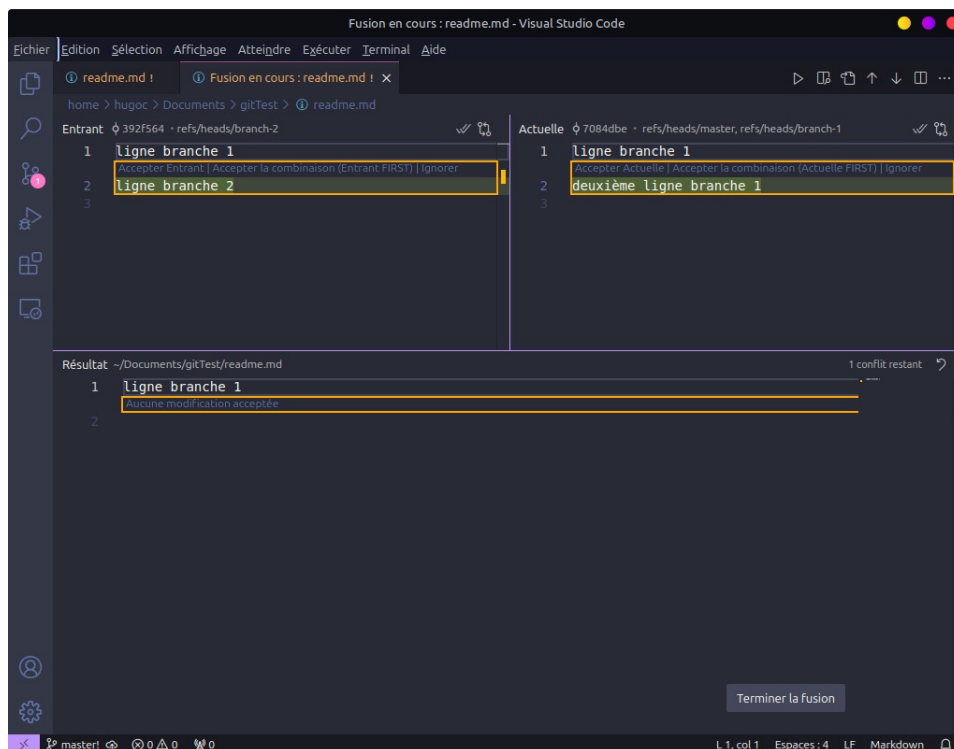 Fusion en cours : readme.md - Visual Studio Code
Fichier Edition Sélection Affichage Atteindre Exécuter Terminal Aide
readme.md ! Fusion en cours : readme.md !
home > hugoc > Documents > gitTest > readme.md
Entrant 392f564 • refs/heads/branch-2
1 ligne branche 1
Accepter Entrant | Accepter la combinaison (Entrant FIRST) | Ignorer
2 ligne branche 2
3
Actuelle 7084dbe • refs/heads/master, refs/heads/branch-1
1 ligne branche 1
Accepter Actuelle | Accepter la combinaison (Actuelle FIRST) | Ignorer
2 deuxième ligne branche 1
3
1
Résultat ~/Documents/gitTest/readme.md 1 conflit restant
1 ligne branche 1
Aucune modification acceptée
2
Terminer la fusion
master! 0 0 0 L 1, col 1 Espaces : 4 LF Markdown